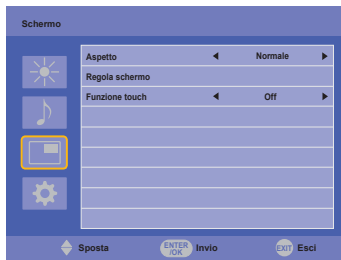 Schermo
Aspetto Normale
Regola schermo
Funzione touch Off
Sposta ENTER /OK Invio EXIT Esci